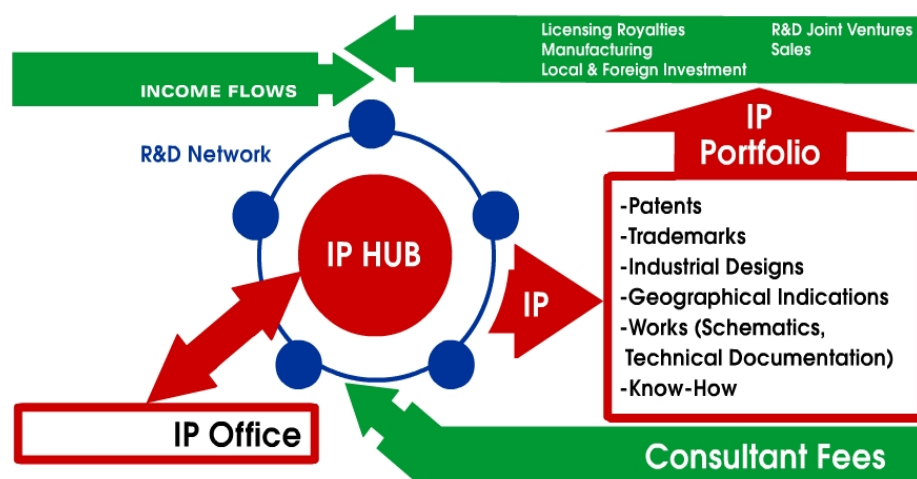 Licensing Royalties
Manufacturing
Local & Foreign Investment
R&D Joint Ventures
Sales
INCOME FLOWS
R&D Network
IP
Portfolio
IP HUB
IP
-Patents
-Trademarks
-Industrial Designs
-Geographical Indications
-Works (Schematics,
Technical Documentation)
-Know-How
IP Office
Consultant Fees